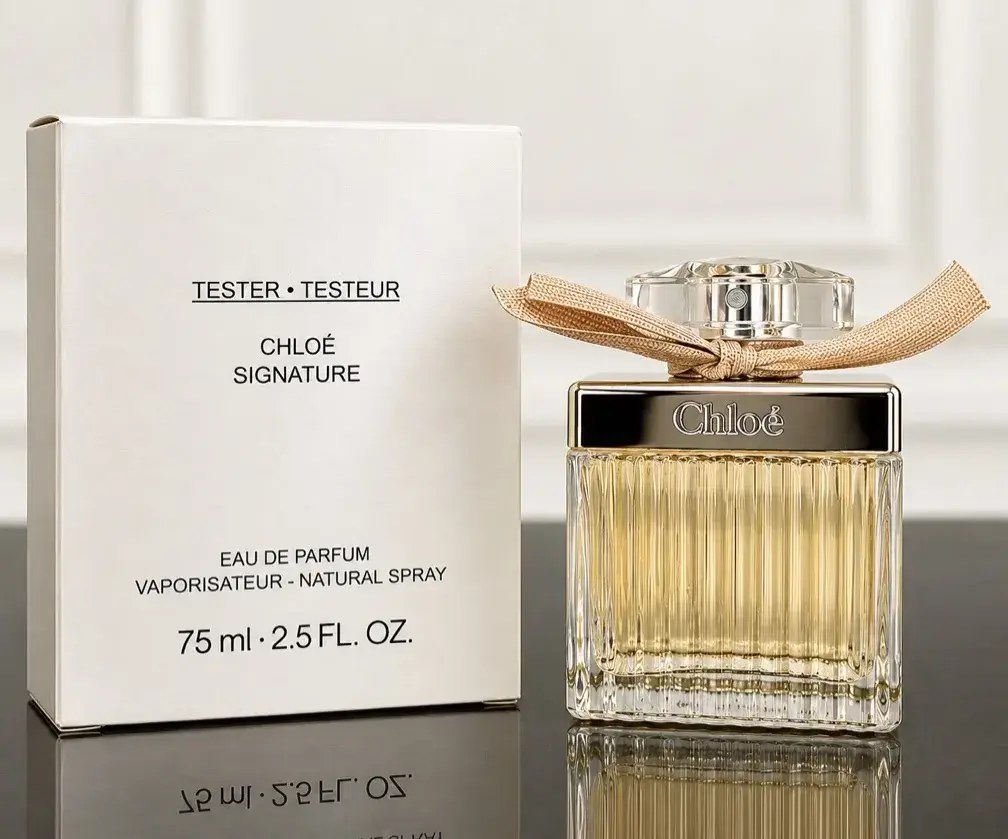 TESTER • TESTEUR
CHLOÉ
SIGNATURE
EAU DE PARFUM
VAPORISATEUR - NATURAL SPRAY
75 ml · 2.5 FL. OZ.
Chloé